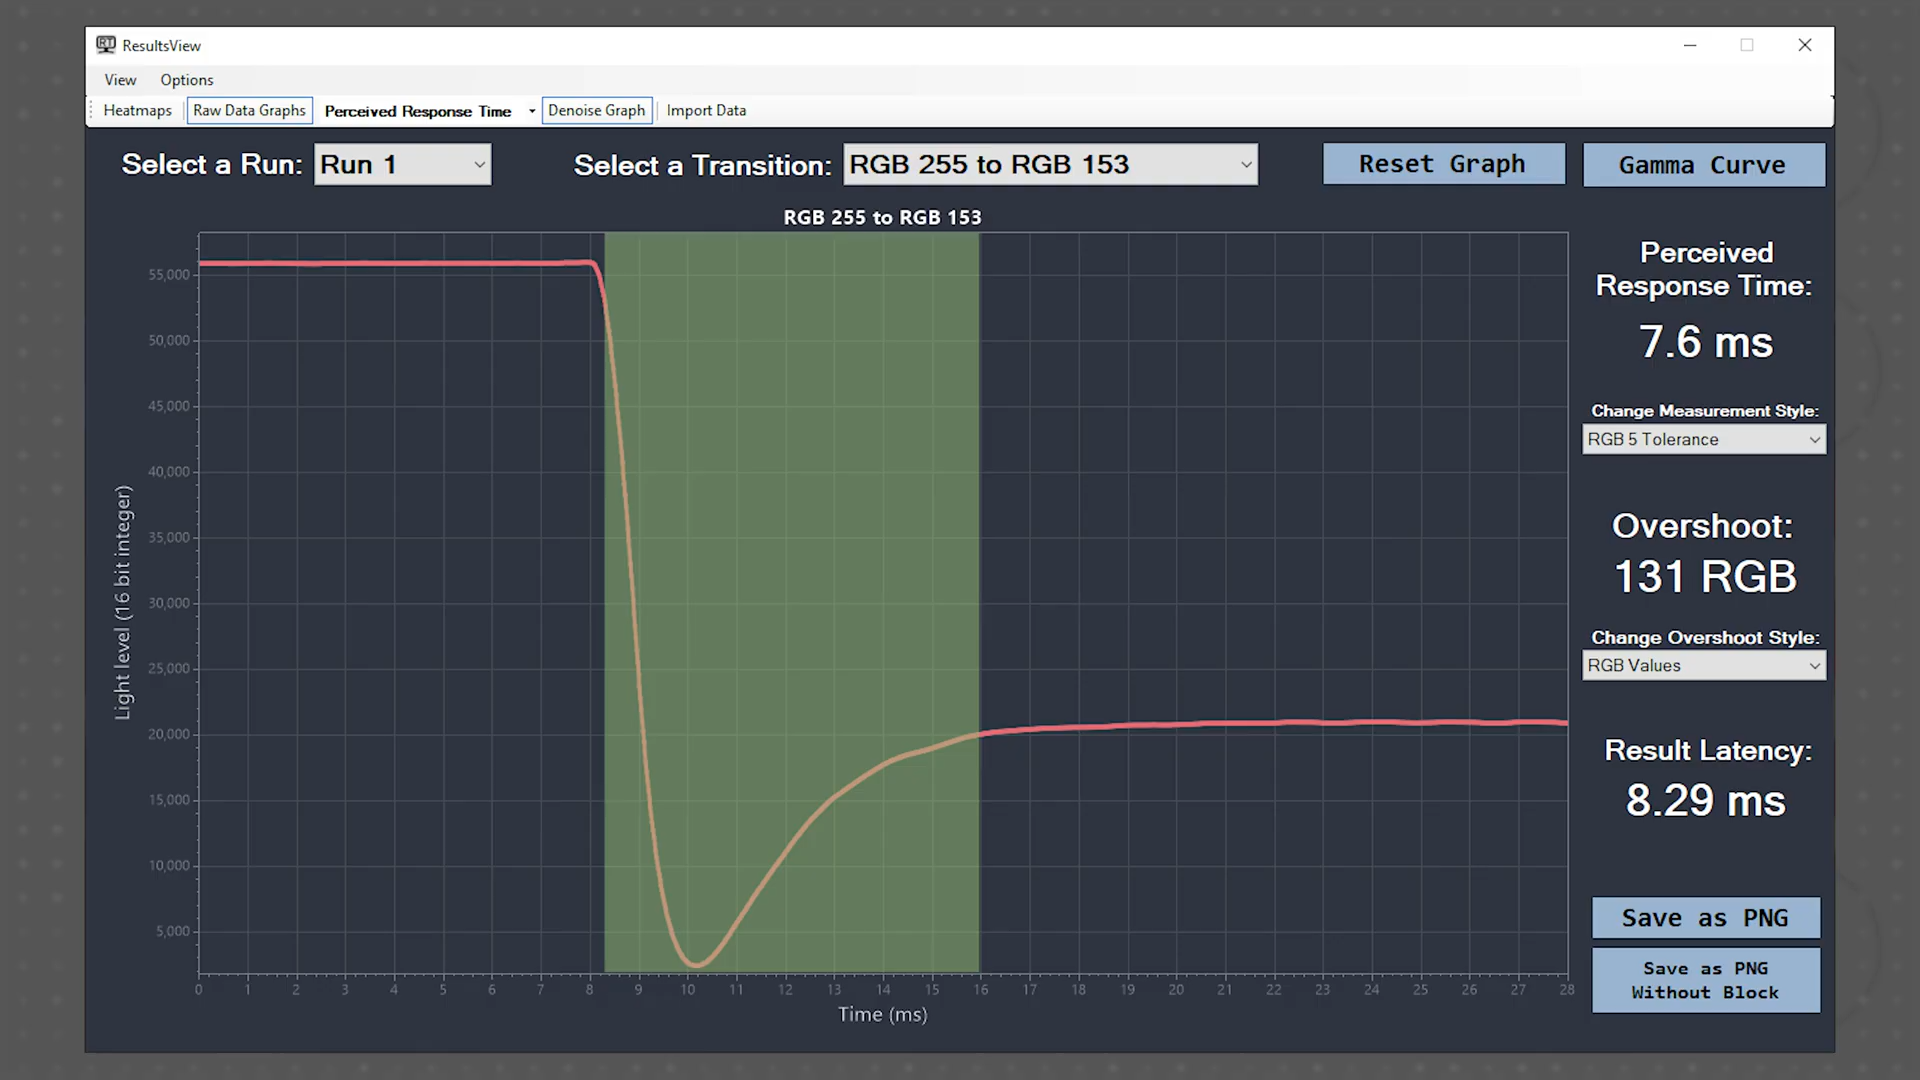 RT
ResultsView
View Options
Heatmaps Raw Data Graphs Perceived Response Time Denoise Graph Import Data
Select a Run: Run 1 Select a Transition: RGB 255 to RGB 153 Reset Graph Gamma Curve
RGB 255 to RGB 153
Light level (16 bit integer)
55,000
50,000
45,000
40,000
35,000
30,000
25,000
20,000
15,000
10,000
5,000
0 1 2 3 4 5 6 7 8 9 10 11 12 13 14 15 16 17 18 19 20 21 22 23 24 25 26 27 28
Time (ms)
Perceived
Response Time:
7.6 ms
Change Measurement Style:
RGB 5 Tolerance
Overshoot:
131 RGB
Change Overshoot Style:
RGB Values
Result Latency:
8.29 ms
Save as PNG
Save as PNG
Without Block